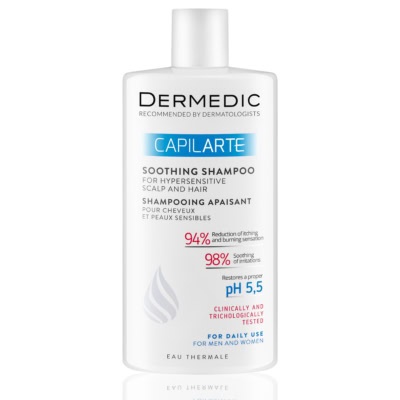 DERMEDIC
RECOMMENDED BY DERMATOLOGISTS
CAPILARTE
SOOTHING SHAMPOO
FOR HYPERSENSITIVE
SCALP AND HAIR
SHAMPOOING APAISANT
POUR CHEVEUX
ET PEAUX SENSIBLES
94% Reduction of itching
and burning sensation
98% Soothing
of irritations
Restores a proper
pH 5,5
CLINICALLY AND
TRICHOLOGICALLY
TESTED
FOR DAILY USE
FOR MEN AND WOMEN
EAU THERMALE